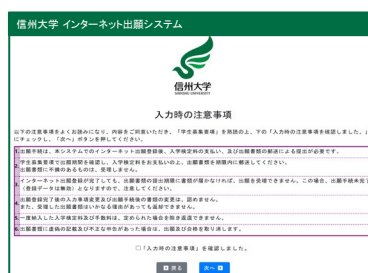 信州大学 インターネット出願システム
信州大学
SHINSHU UNIVERSITY
入力時の注意事項
以下の注意事項をよくお読みになり、内容をご同意いただき、「学生募集要項」を熟読の上、下の「入力時の注意事項を確認しました。」
にチェックし、「次へ」ボタンを押してください。
1.出願手続は、本システムでのインターネット出願登録後、入学検定料の支払い、及び出願書類の郵送による提出が必要です。
2.学生募集要項で出願期間を確認し、入学検定料をお支払いの上、出願書類を期限内に郵送してください。
出願書類に不備のあるものは、受理しません。
3.インターネット出願登録が完了しても、出願書類の提出期限に書類が届かなければ、出願を受理できません。この場合、出願手続未完了
(登録データは無効)となりますので、注意してください。
4.出願登録完了後の入力事項変更及び出願手続後の書類の変更は、認めません。
また、受理した出願書類はいかなる理由があっても返却できません。
5.一度納入した入学検定料及び手数料は、定められた場合を除き返還できません。
6.出願書類に虚偽の記載及び不正な申告があった場合は、出願及び合格を取り消します。
「入力時の注意事項」を確認しました。
戻る 次へ